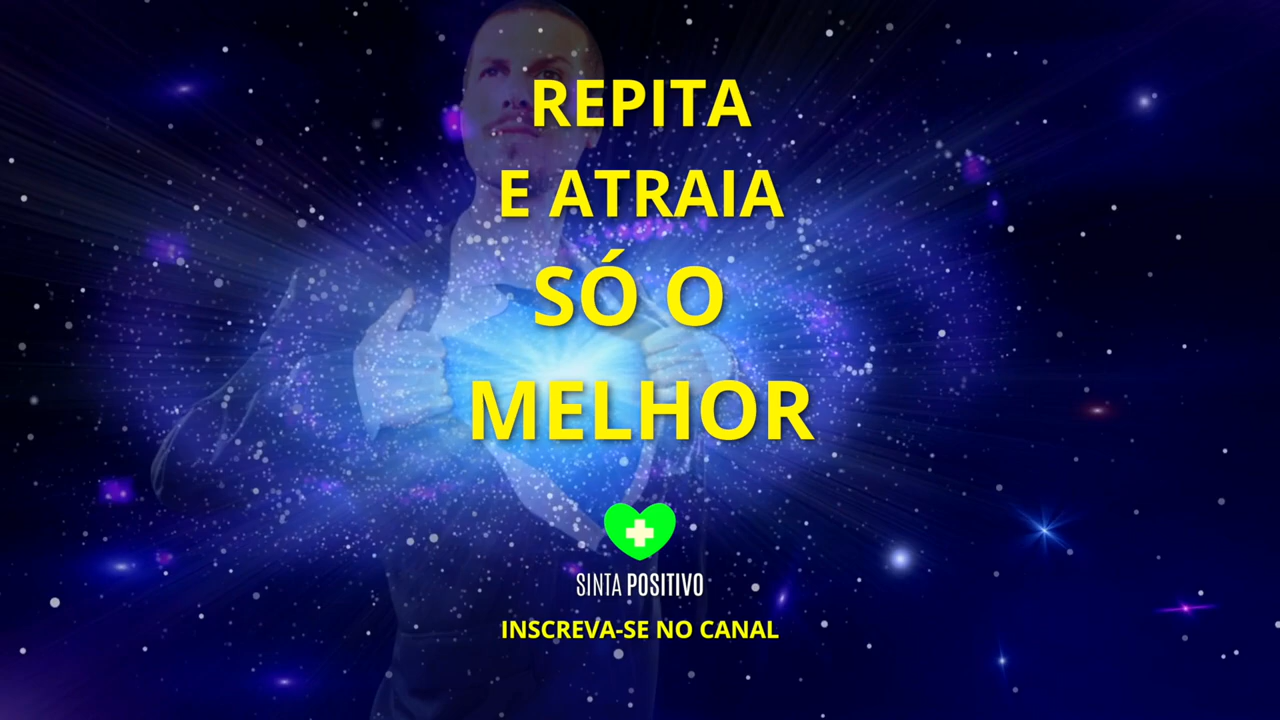 REPITA
E ATRAIA
SÓ O
MELHOR
SINTA POSITIVO
INSCREVA-SE NO CANAL